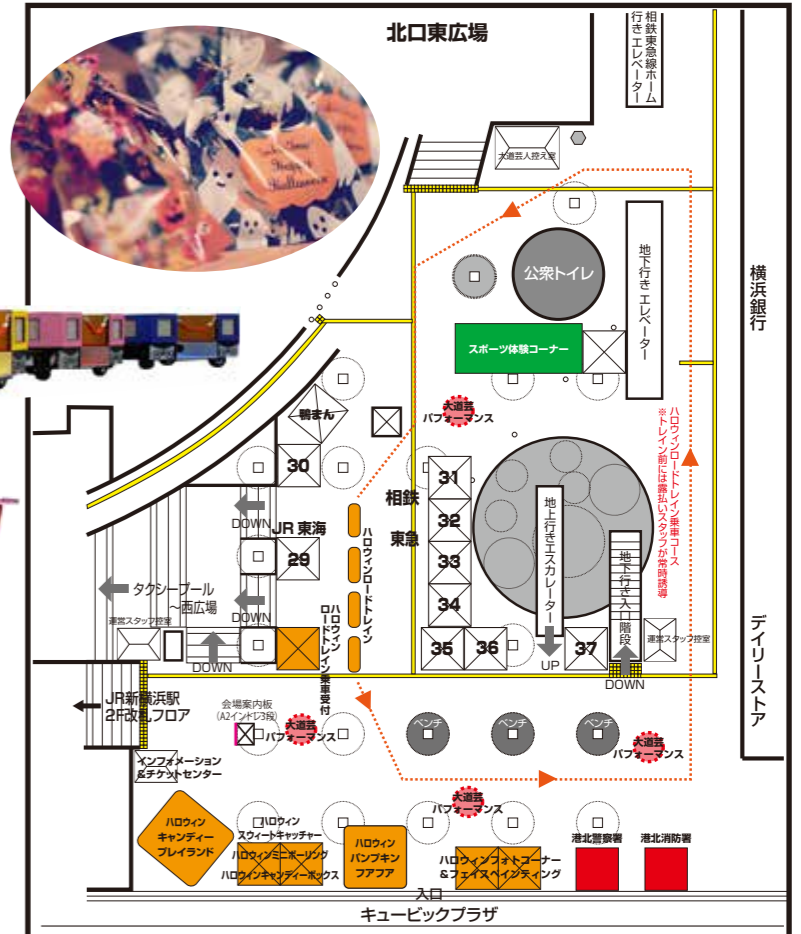 北口東広場
相鉄東急線ホーム
行き エレベーター
大道芸人控え室
公衆トイレ
地下行き エレベーター
横浜銀行
スポーツ体験コーナー
大道芸
パフォーマンス
ハロウィンロードトレイン乗車コース
※トレイン前には露払いスタッフが常時誘導
鴨まん
30
31
相鉄
32
東急
33
34
DOWN
JR 東海
29
ハロウィンロードトレイン
地上行きエスカレーター
地下行き入り口階段
タクシープール
～西広場
DOWN
運営スタッフ控室
DOWN
ハロウィン
ロードトレイン乗車受付
35
36
UP
37
DOWN
運営スタッフ控室
デイリーストア
JR新横浜駅
2F改札フロア
会場案内板
(A2インドレ3段)
大道芸
パフォーマンス
ベンチ
ベンチ
ベンチ
大道芸
パフォーマンス
インフォメーション
&チケットセンター
大道芸
パフォーマンス
ハロウィン
キャンディー
プレイランド
ハロウィン
スウィートキャッチャー
ハロウィンミニボーリング
ハロウィンキャンディーボックス
ハロウィン
パンプキン
フアフア
ハロウィンフォトコーナー
&フェイスペインティング
港北警察署
港北消防署
入口
キュービックプラザ